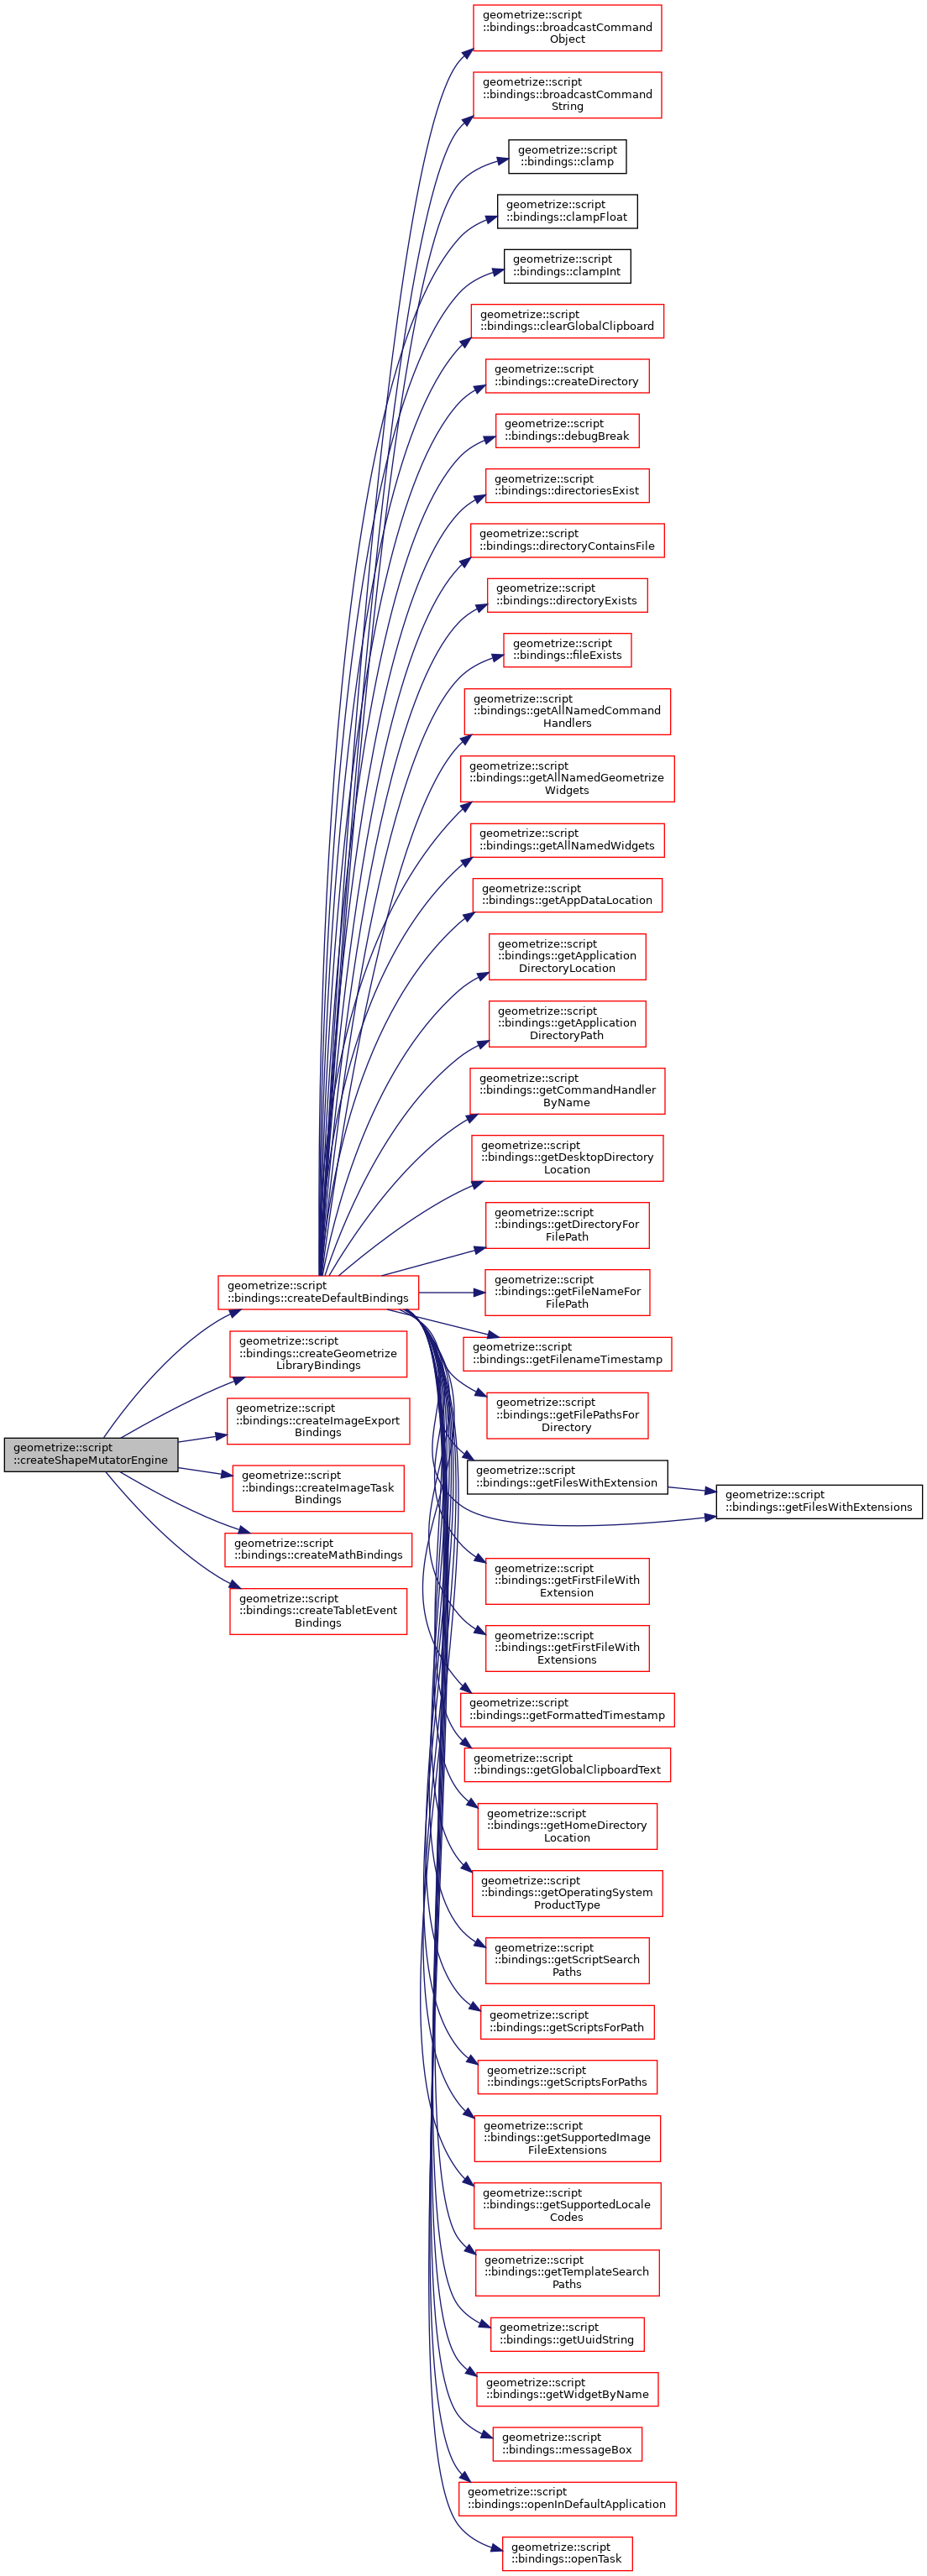 geometrize::script
::bindings::broadcastCommand
Object
geometrize::script
::bindings::broadcastCommand
String
geometrize::script
::bindings::clamp
geometrize::script
::bindings::clampFloat
geometrize::script
::bindings::clampInt
geometrize::script
::bindings::clearGlobalClipboard
geometrize::script
::bindings::createDirectory
geometrize::script
::bindings::debugBreak
geometrize::script
::bindings::directoriesExist
geometrize::script
::bindings::directoryContainsFile
geometrize::script
::bindings::directoryExists
geometrize::script
::bindings::fileExists
geometrize::script
::bindings::getAllNamedCommand
Handlers
geometrize::script
::bindings::getAllNamedGeometrize
Widgets
geometrize::script
::bindings::getAllNamedWidgets
geometrize::script
::bindings::getAppDataLocation
geometrize::script
::bindings::getApplication
DirectoryLocation
geometrize::script
::bindings::getApplication
DirectoryPath
geometrize::script
::bindings::getCommandHandler
ByName
geometrize::script
::bindings::getDesktopDirectory
Location
geometrize::script
::bindings::getDirectoryFor
FilePath
geometrize::script
::bindings::getFileNameFor
FilePath
geometrize::script
::bindings::getFilenameTimestamp
geometrize::script
::bindings::getFilePathsFor
Directory
geometrize::script
::bindings::getFilesWithExtension
geometrize::script
::bindings::getFilesWithExtensions
geometrize::script
::bindings::getFirstFileWith
Extension
geometrize::script
::bindings::getFirstFileWith
Extensions
geometrize::script
::bindings::getFormattedTimestamp
geometrize::script
::bindings::getGlobalClipboardText
geometrize::script
::bindings::getHomeDirectory
Location
geometrize::script
::bindings::getOperatingSystem
ProductType
geometrize::script
::bindings::getScriptSearch
Paths
geometrize::script
::bindings::getScriptsForPath
geometrize::script
::bindings::getScriptsForPaths
geometrize::script
::bindings::getSupportedImage
FileExtensions
geometrize::script
::bindings::getSupportedLocale
Codes
geometrize::script
::bindings::getTemplateSearch
Paths
geometrize::script
::bindings::getUuidString
geometrize::script
::bindings::getWidgetByName
geometrize::script
::bindings::messageBox
geometrize::script
::bindings::openInDefaultApplication
geometrize::script
::bindings::openTask
geometrize::script
::bindings::createDefaultBindings
geometrize::script
::bindings::createGeometrize
LibraryBindings
geometrize::script
::bindings::createImageExport
Bindings
geometrize::script
::bindings::createImageTask
Bindings
geometrize::script
::bindings::createMathBindings
geometrize::script
::bindings::createTabletEvent
Bindings
geometrize::script
::createShapeMutatorEngine